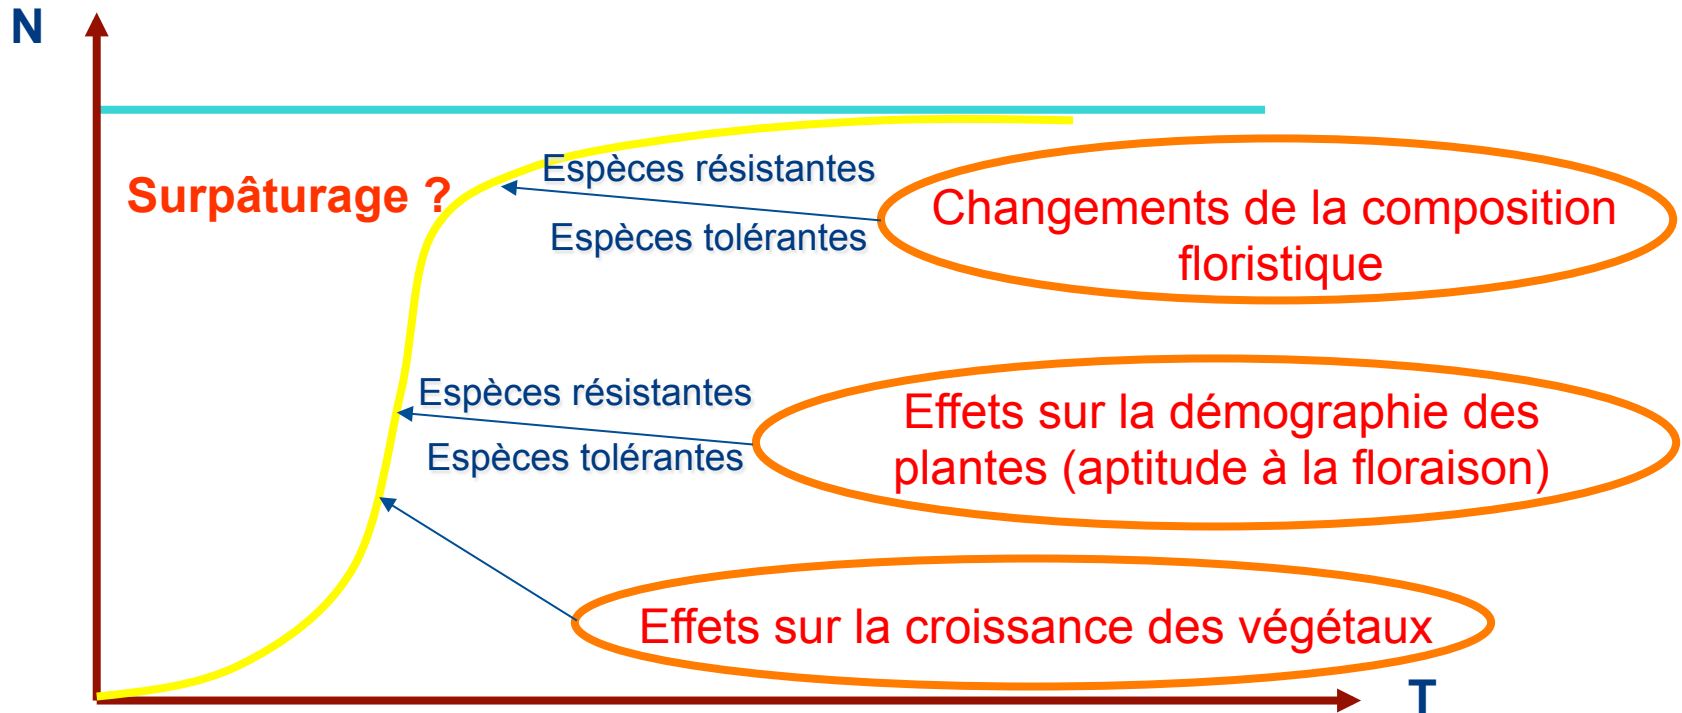 N
Surpâturage ?
Espèces résistantes
Espèces tolérantes
Changements de la composition
floristique
Espèces résistantes
Espèces tolérantes
Effets sur la démographie des
plantes (aptitude à la floraison)
Effets sur la croissance des végétaux
T